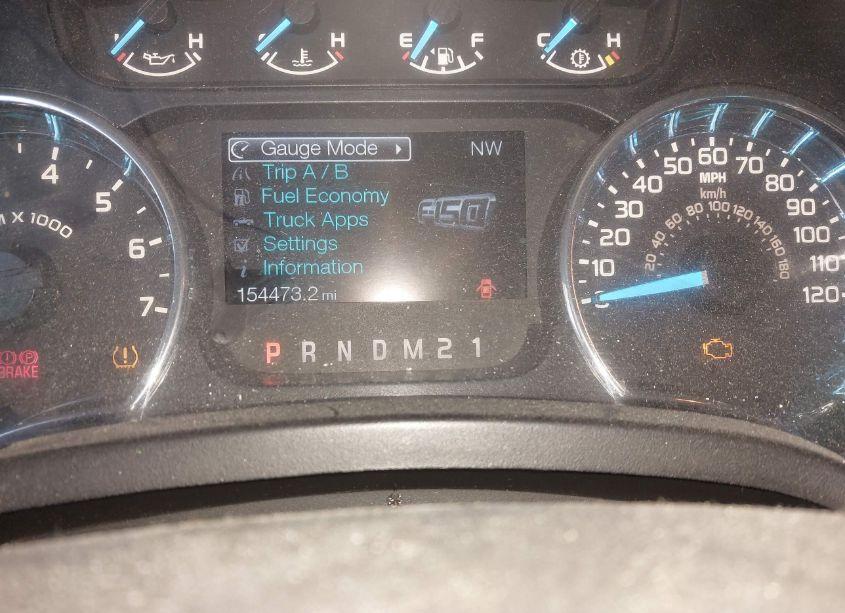 H
C H
E F
C H
4
5
6
7
M X 1000
Gauge Mode
NW
Trip A / B
Fuel Economy
F-150
Truck Apps
Settings
Information
154473.2 mi
P R N D M 2 1
P
BRAKE
10
20
30
40
50
60
70
80
90
100
110
120
MPH
km/h
20
40
60
80
100
120
140
160
180